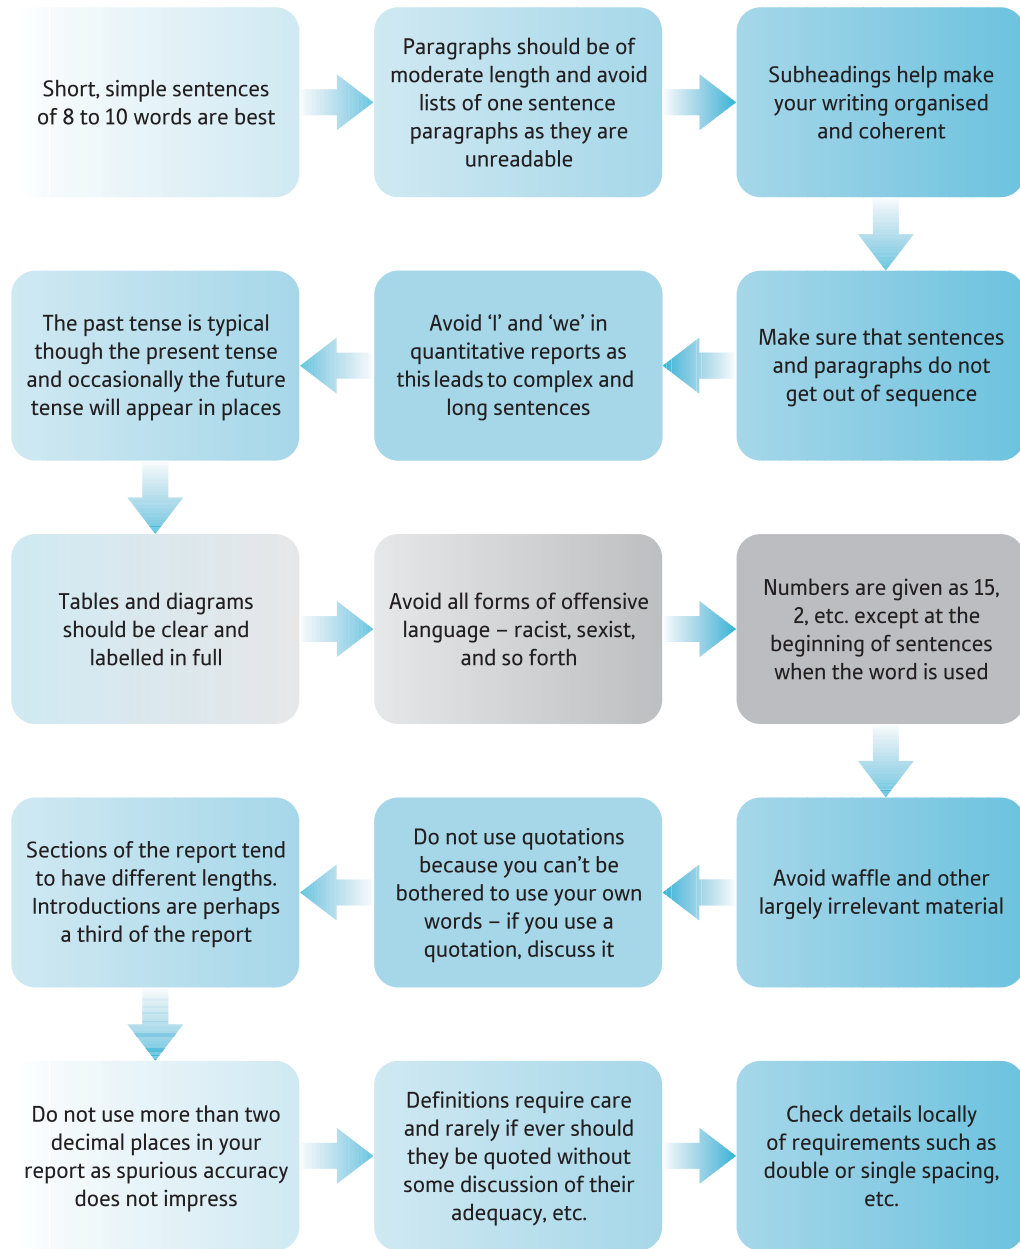 Short, simple sentences
of 8 to 10 words are best
Paragraphs should be of
moderate length and avoid
lists of one sentence
paragraphs as they are
unreadable
Subheadings help make
your writing organised
and coherent
Make sure that sentences
and paragraphs do not
get out of sequence
Avoid ‘I’ and ‘we’ in
quantitative reports as
this leads to complex and
long sentences
The past tense is typical
though the present tense
and occasionally the future
tense will appear in places
Tables and diagrams
should be clear and
labelled in full
Avoid all forms of offensive
language – racist, sexist,
and so forth
Numbers are given as 15,
2, etc. except at the
beginning of sentences
when the word is used
Avoid waffle and other
largely irrelevant material
Do not use quotations
because you can’t be
bothered to use your own
words – if you use a
quotation, discuss it
Sections of the report tend
to have different lengths.
Introductions are perhaps
a third of the report
Do not use more than two
decimal places in your
report as spurious accuracy
does not impress
Definitions require care
and rarely if ever should
they be quoted without
some discussion of their
adequacy, etc.
Check details locally
of requirements such as
double or single spacing,
etc.